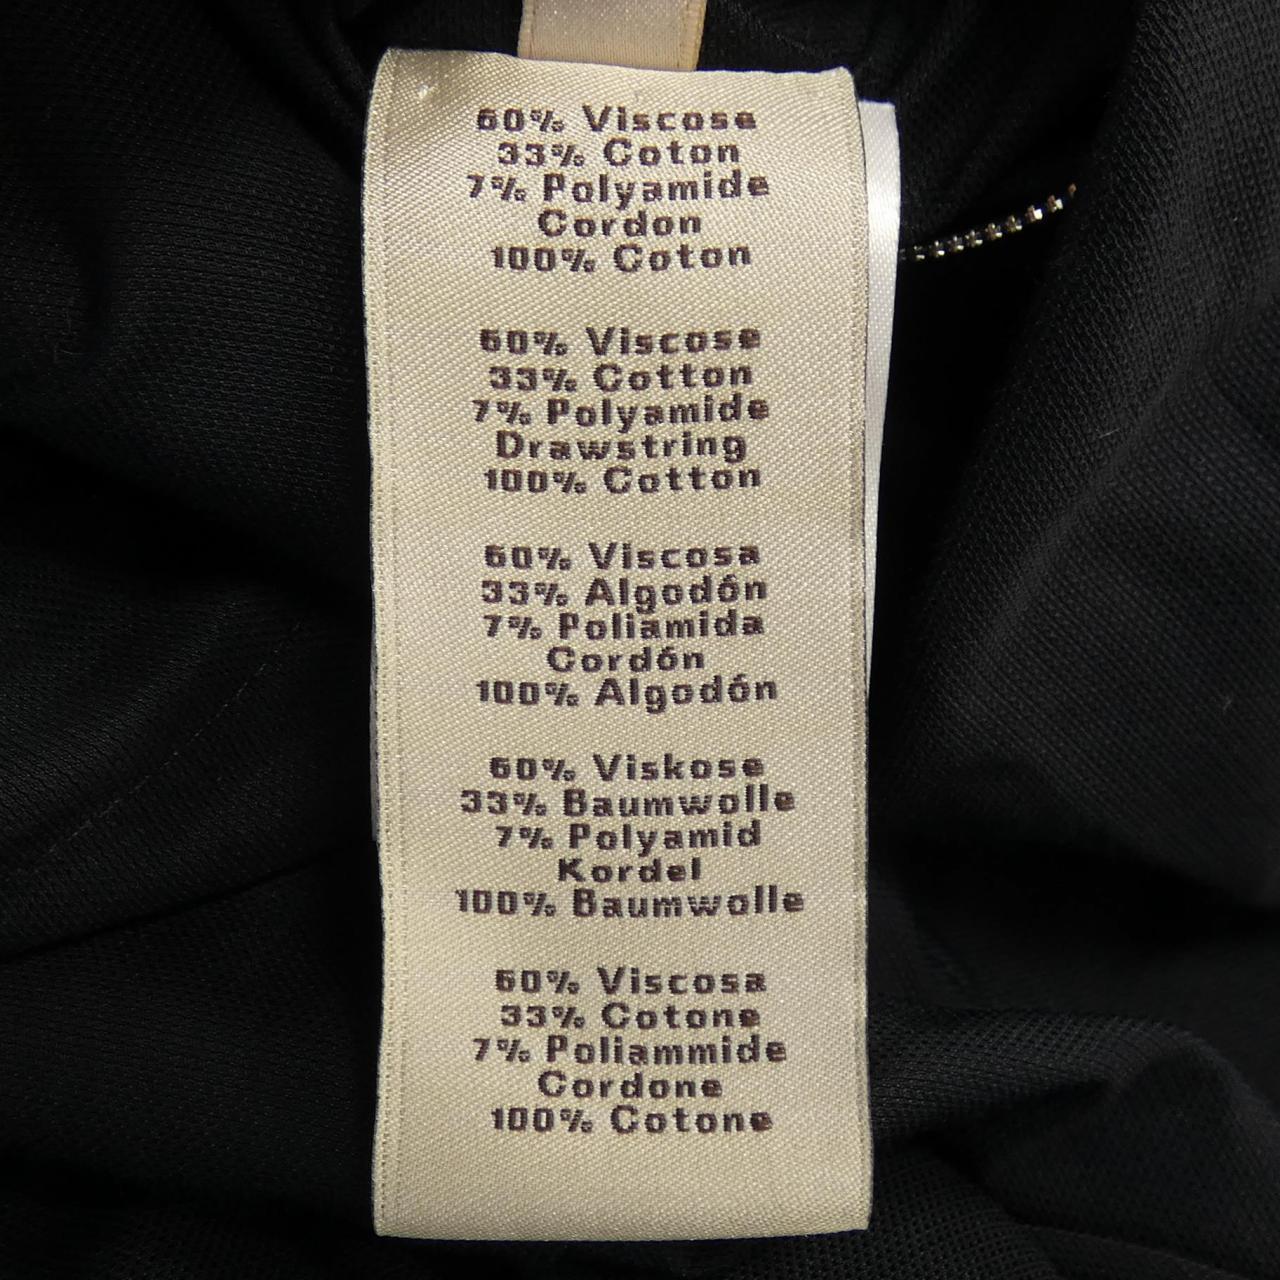 60% Viscose
33% Coton
7% Polyamide
Cordon
100% Coton
60% Viscose
33% Cotton
7% Polyamide
Drawstring
100% Cotton
60% Viscosa
33% Algodón
7% Poliamida
Cordón
100% Algodón
60% Viskose
33% Baumwolle
7% Polyamid
Kordel
100% Baumwolle
60% Viscosa
33% Cotone
7% Poliammide
Cordone
100% Cotone